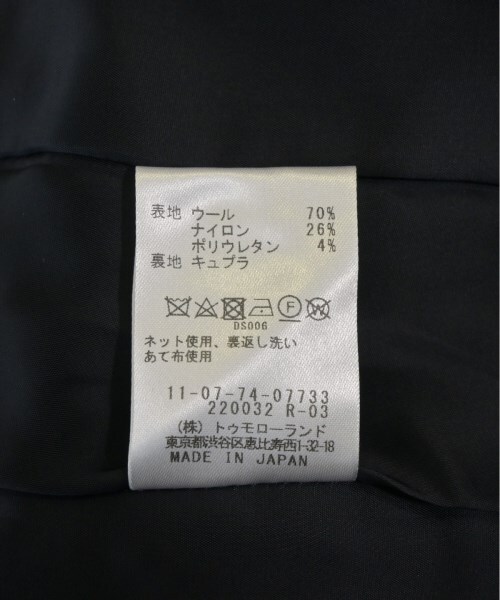 表地 ウール 70%
ナイロン 26%
ポリウレタン 4%
裏地 キュプラ
F W
DS006
ネット使用、裏返し洗い
あて布使用
11-07-74-07733
220032 R-03
(株) トゥモローランド
東京都渋谷区恵比寿西1-32-18
MADE IN JAPAN